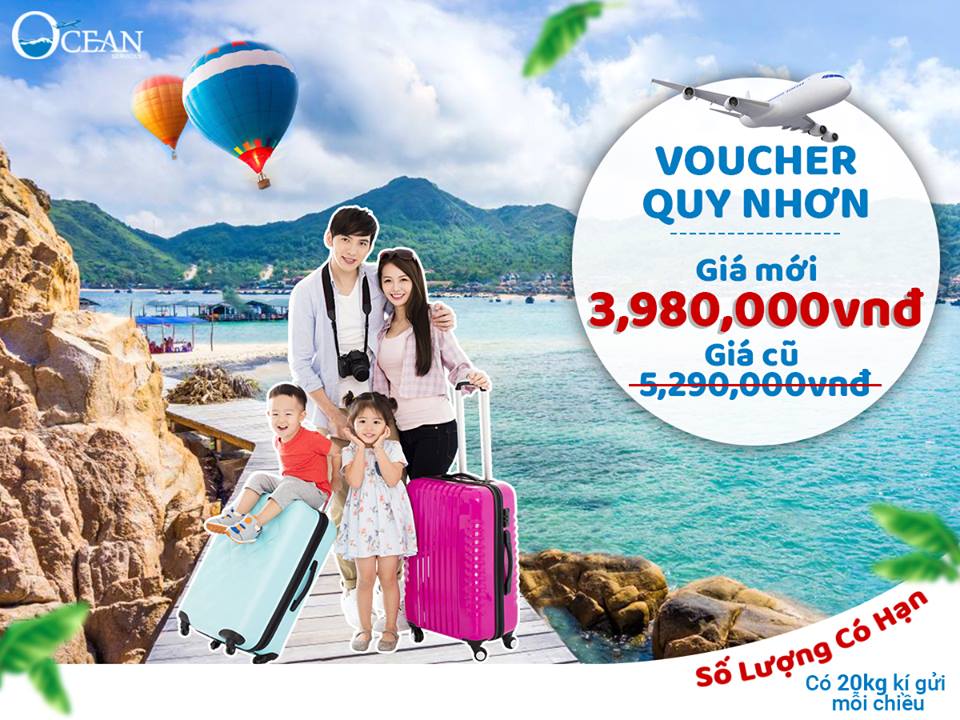 OCEAN
SERVICES
VOUCHER
QUY NHƠN
Giá mới
3,980,000vnđ
Giá cũ
5,290,000vnđ
Số Lượng Có Hạn
Có 20kg kí gửi
mỗi chiều